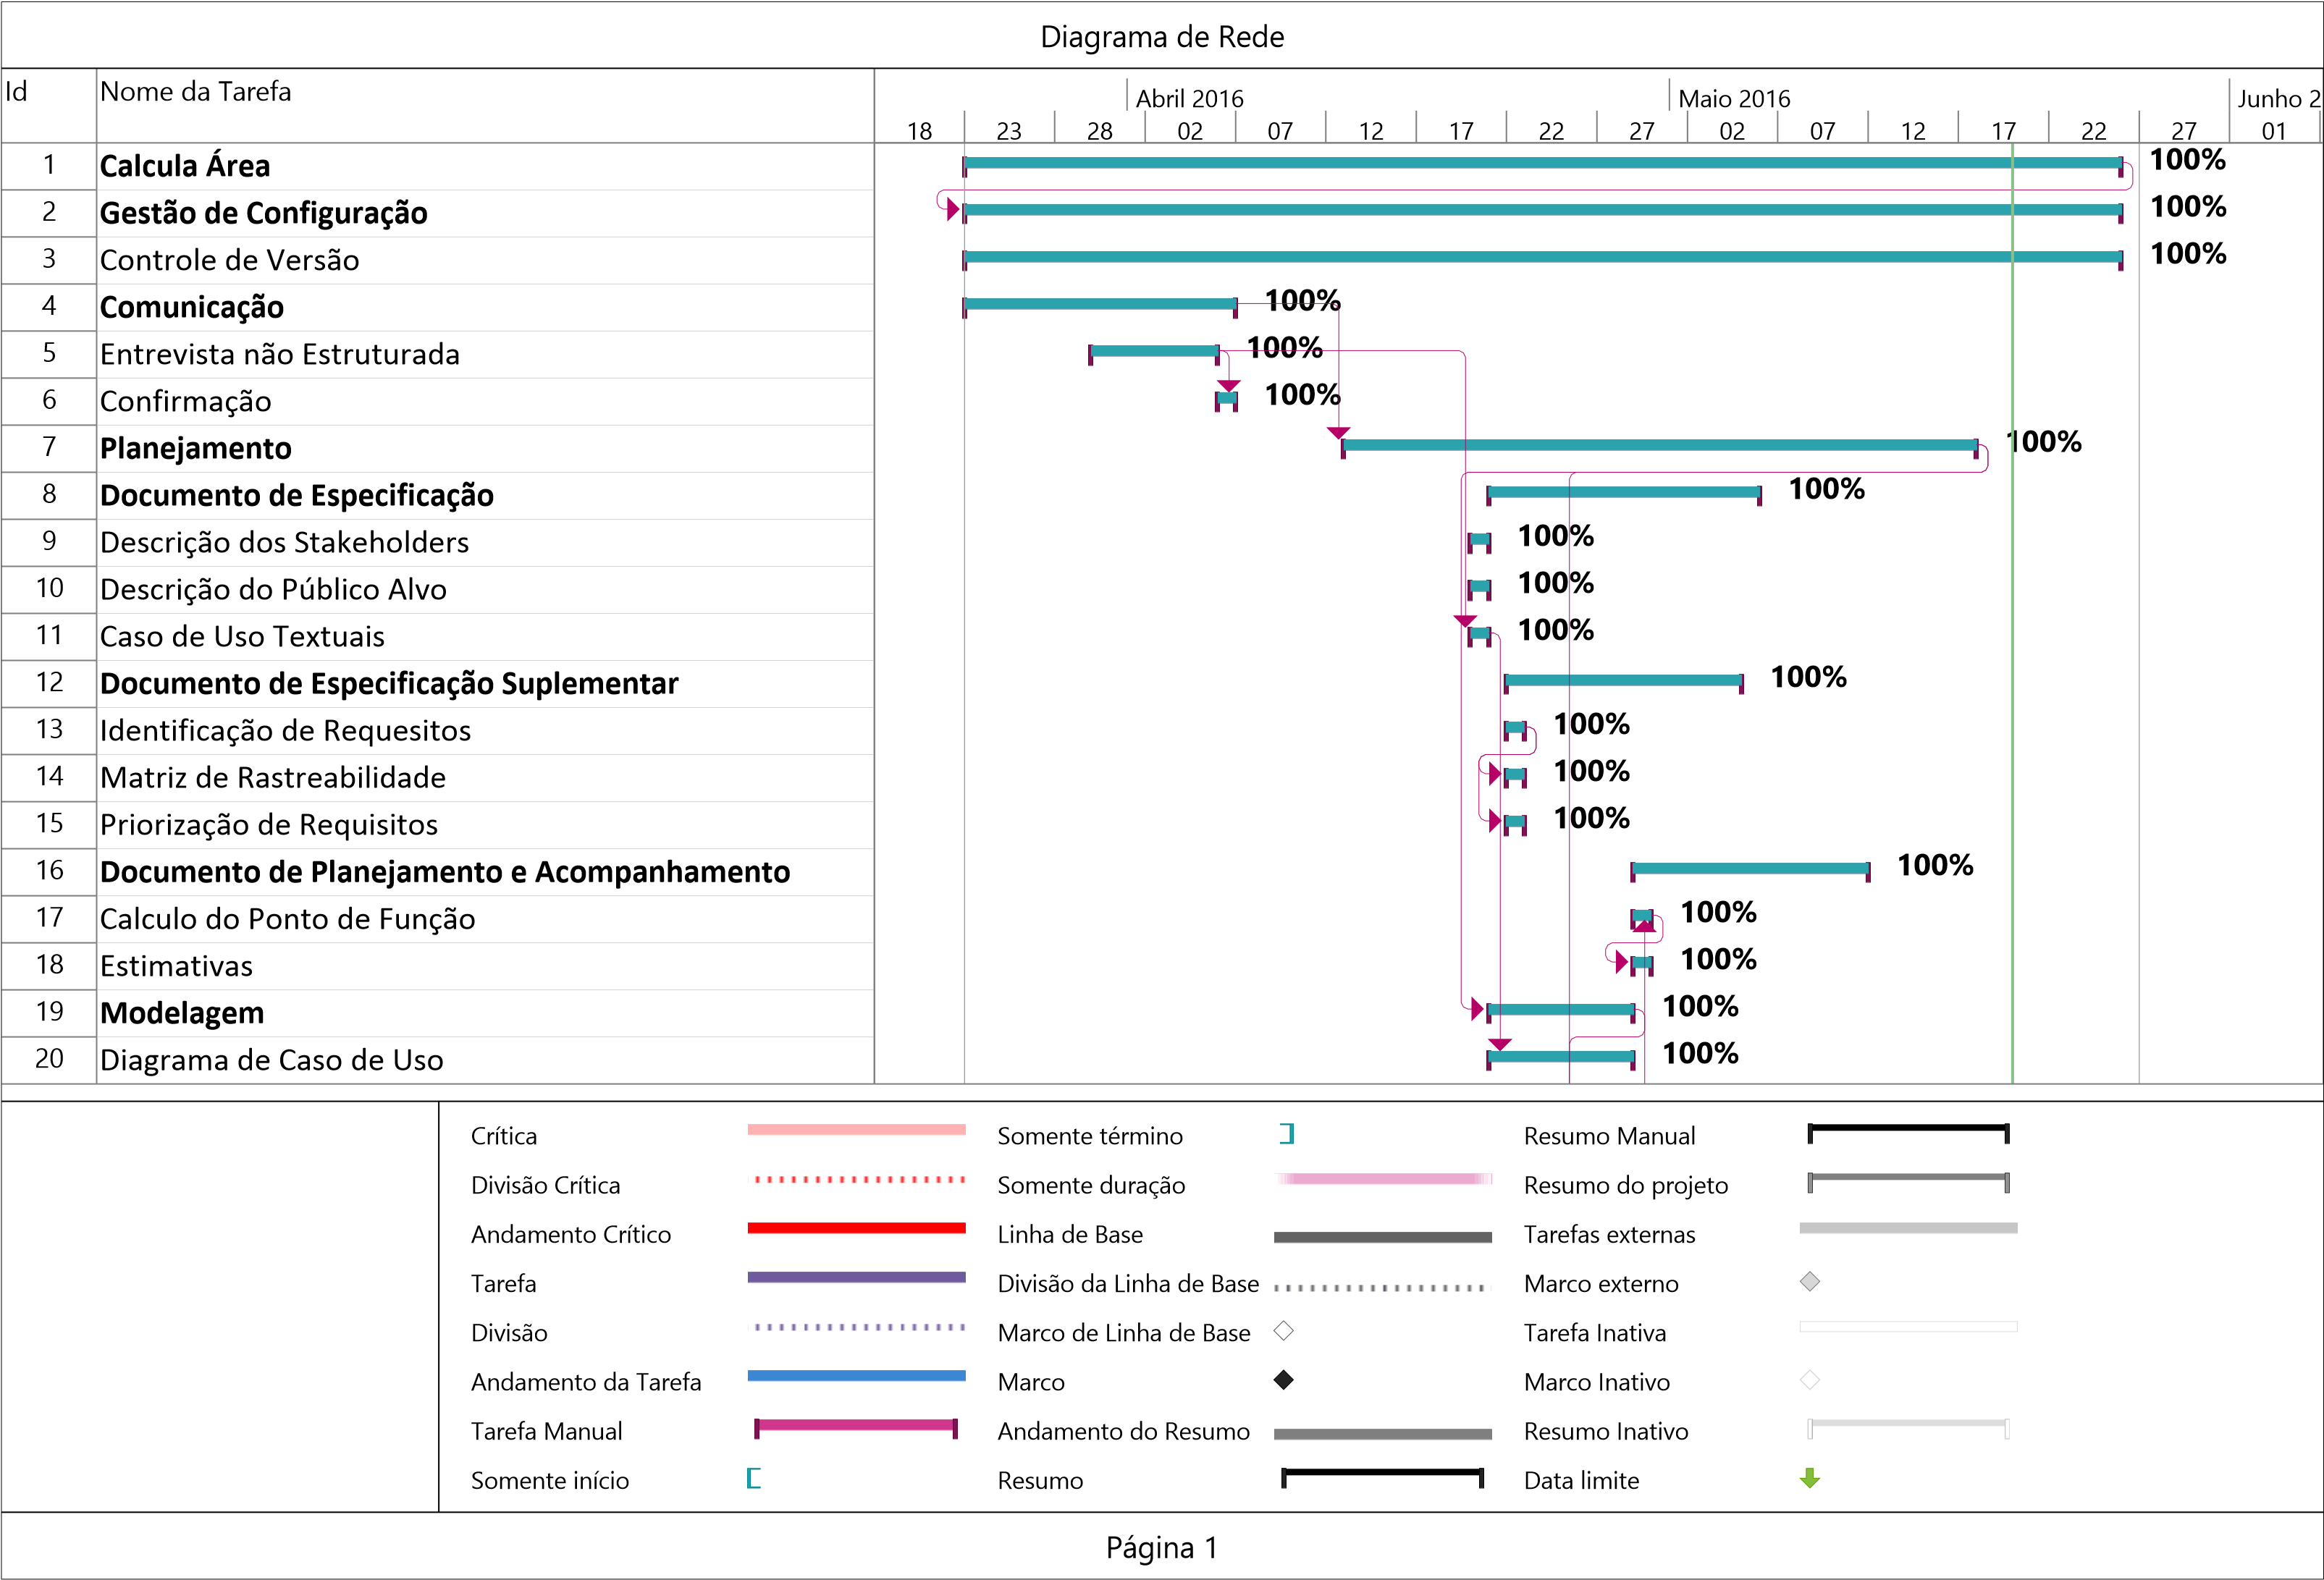 Diagrama de Rede
Id Nome da Tarefa
Abril 2016 Maio 2016 Junho 2
18 23 28 02 07 12 17 22 27 02 07 12 17 22 27 01
1 Calcula Área 100%
2 Gestão de Configuração 100%
3 Controle de Versão 100%
4 Comunicação 100%
5 Entrevista não Estruturada 100%
6 Confirmação 100%
7 Planejamento 100%
8 Documento de Especificação 100%
9 Descrição dos Stakeholders 100%
10 Descrição do Público Alvo 100%
11 Caso de Uso Textuais 100%
12 Documento de Especificação Suplementar 100%
13 Identificação de Requesitos 100%
14 Matriz de Rastreabilidade 100%
15 Priorização de Requisitos 100%
16 Documento de Planejamento e Acompanhamento 100%
17 Calculo do Ponto de Função 100%
18 Estimativas 100%
19 Modelagem 100%
20 Diagrama de Caso de Uso 100%
Crítica Somente término Resumo Manual
Divisão Crítica Somente duração Resumo do projeto
Andamento Crítico Linha de Base Tarefas externas
Tarefa Divisão da Linha de Base Marco externo
Divisão Marco de Linha de Base Tarefa Inativa
Andamento da Tarefa Marco Marco Inativo
Tarefa Manual Andamento do Resumo Resumo Inativo
Somente início Resumo Data limite
Página 1